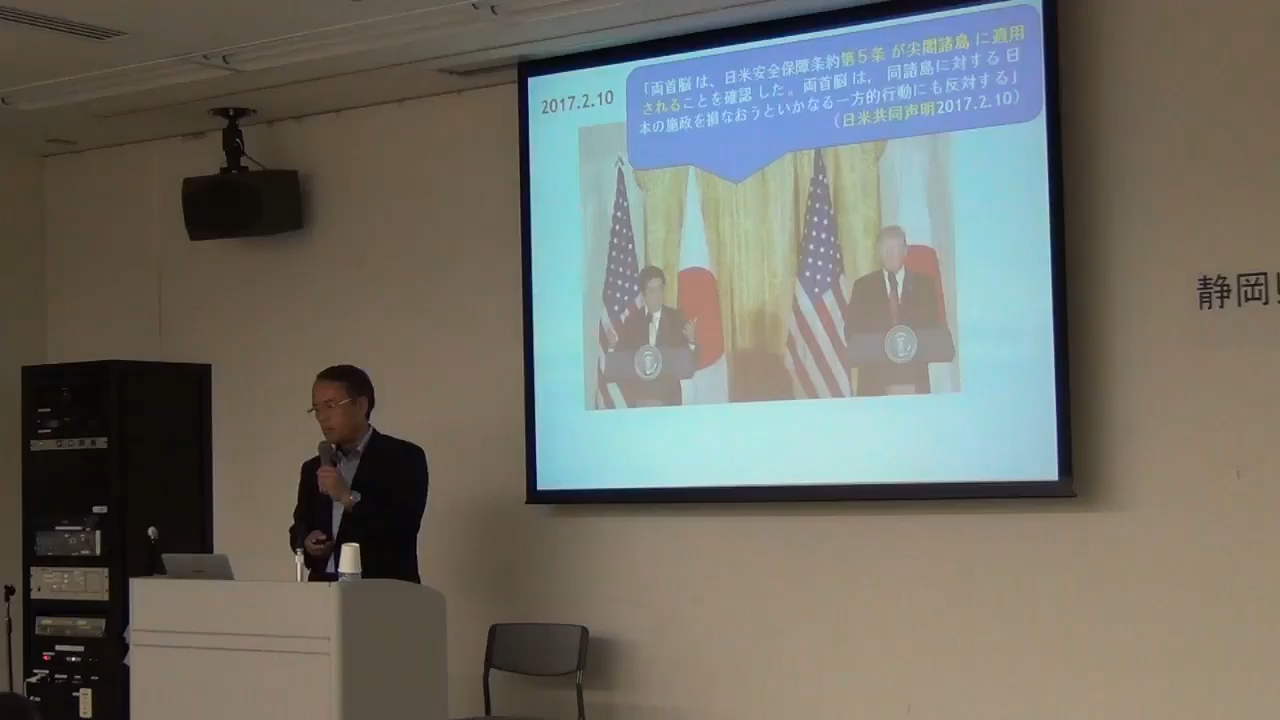 2017.2.10
「両首脳は、日米安全保障条約第５条が尖閣諸島に適用
されることを確認した。両首脳は，同諸島に対する日
本の施政を損なおうといかなる一方的行動にも反対する」
（日米共同声明2017.2.10）
静岡